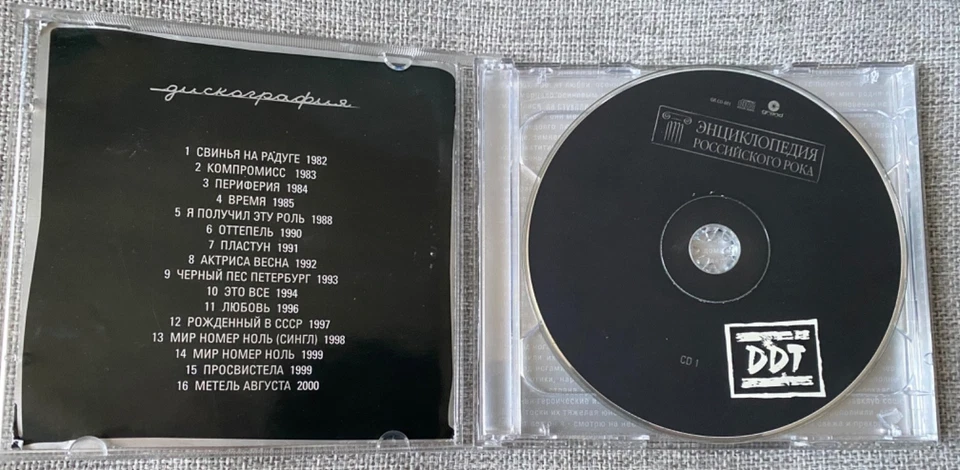 дискография
1 СВИНЬЯ НА РАДУГЕ 1982
2 КОМПРОМИСС 1983
3 ПЕРИФЕРИЯ 1984
4 ВРЕМЯ 1985
5 Я ПОЛУЧИЛ ЭТУ РОЛЬ 1988
6 ОТТЕПЕЛЬ 1990
7 ПЛАСТУН 1991
8 АКТРИСА ВЕСНА 1992
9 ЧЕРНЫЙ ПЕС ПЕТЕРБУРГ 1993
10 ЭТО ВСЕ 1994
11 ЛЮБОВЬ 1996
12 РОЖДЕННЫЙ В СССР 1997
13 МИР НОМЕР НОЛЬ (СИНГЛ) 1998
14 МИР НОМЕР НОЛЬ 1999
15 ПРОСВИСТЕЛА 1999
16 МЕТЕЛЬ АВГУСТА 2000
ЭНЦИКЛОПЕДИЯ
РОССИЙСКОГО РОКА
CD 1
DDT